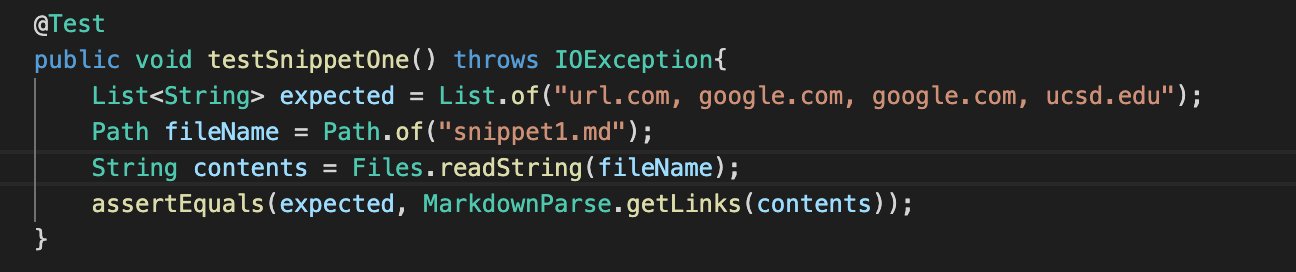 @Test
public void testSnippetOne() throws IOException{
    List<String> expected = List.of("url.com, google.com, google.com, ucsd.edu");
    Path fileName = Path.of("snippet1.md");
    String contents = Files.readString(fileName);
    assertEquals(expected, MarkdownParse.getLinks(contents));
}